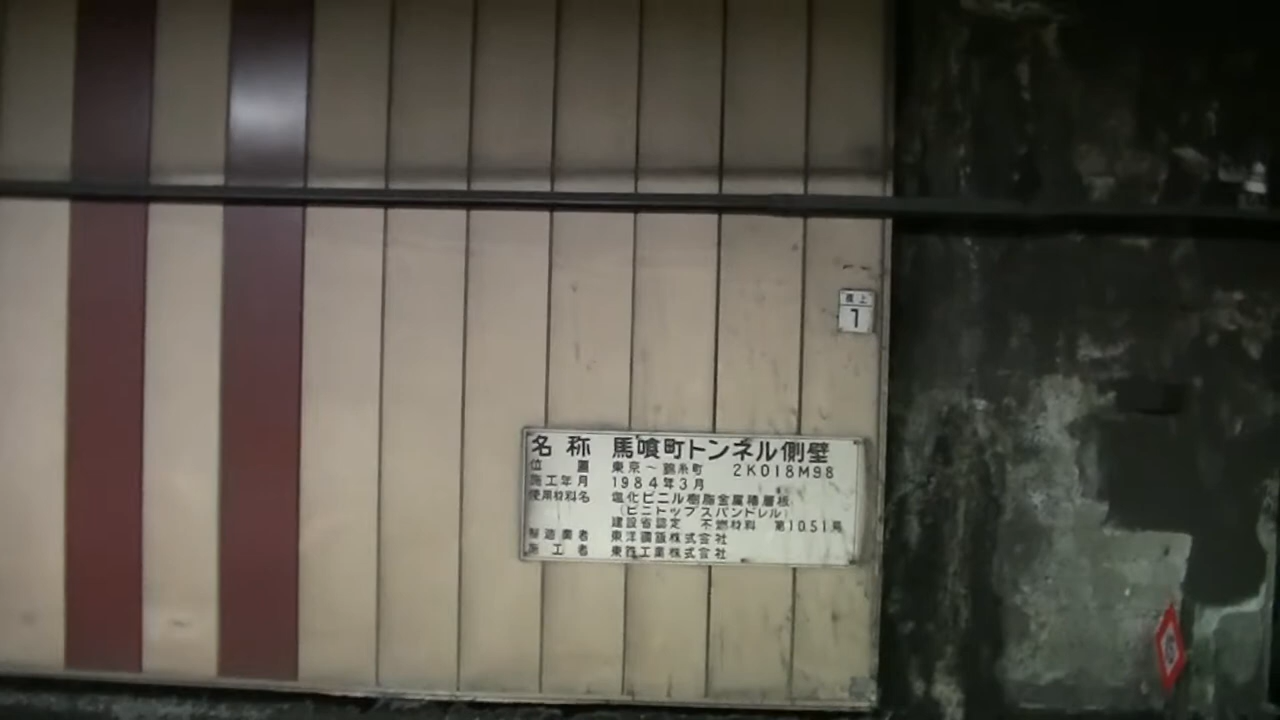 1
名称 馬喰町トンネル側壁
位置 東京~錦糸町 2K018M98
施工年月 1984年3月
使用材料名 塩化ビニル樹脂金属積層板
(ビニトップスパンドレル)
建設省認定 不燃材料 第1051号
製造業者 東洋鋼鈑株式会社
施工者 東西工業株式会社